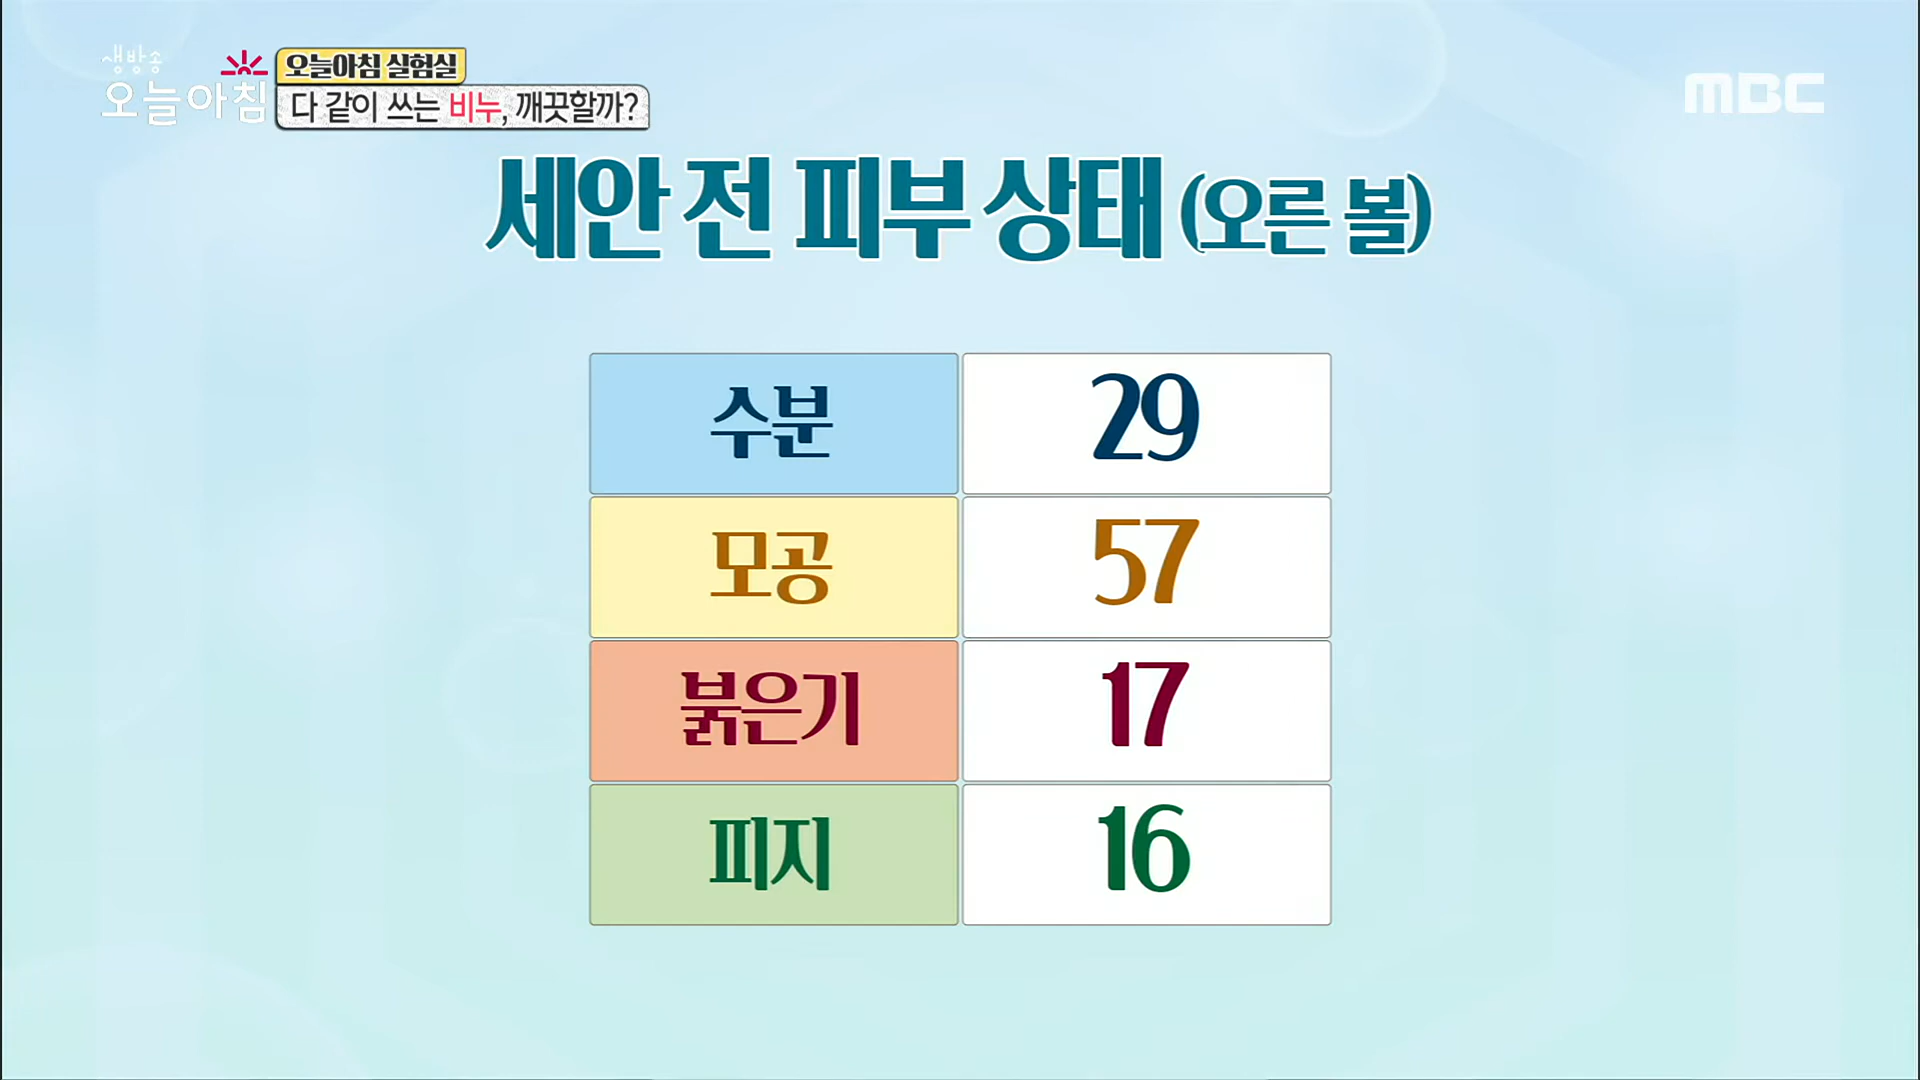 생방송
오늘아침
오늘아침 실험실
다 같이 쓰는 비누, 깨끗할까?
MBC
세안 전 피부 상태 (오른 볼)
수분 29
모공 57
붉은기 17
피지 16